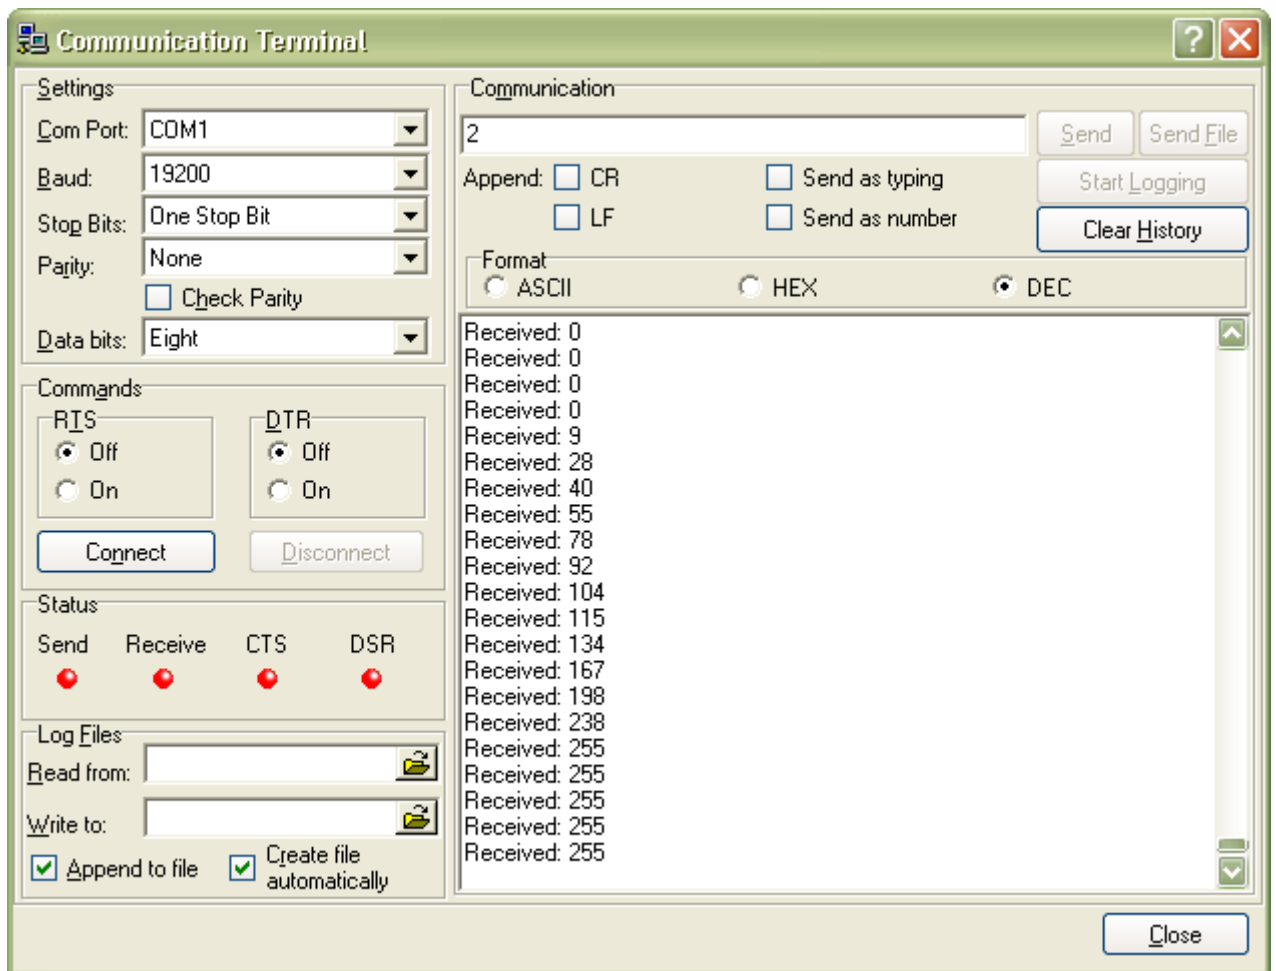 Communication Terminal
Settings
Com Port: COM1
Baud: 19200
Stop Bits: One Stop Bit
Parity: None
Check Parity
Data bits: Eight
Commands
RTS
Off
On
DTR
Off
On
Connect
Disconnect
Status
Send Receive CTS DSR
Log Files
Read from:
Write to:
Append to file
Create file
automatically
Communication
2
Send
Send File
Append: CR
LF
Send as typing
Send as number
Start Logging
Clear History
Format
ASCII HEX DEC
Received: 0
Received: 0
Received: 0
Received: 0
Received: 9
Received: 28
Received: 40
Received: 55
Received: 78
Received: 92
Received: 104
Received: 115
Received: 134
Received: 167
Received: 198
Received: 238
Received: 255
Received: 255
Received: 255
Received: 255
Received: 255
Close